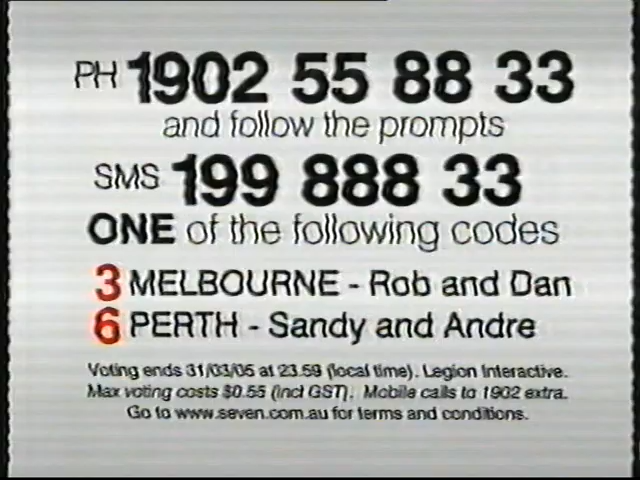 PH 1902 55 88 33
and follow the prompts
SMS 199 888 33
ONE of the following codes
3 MELBOURNE - Rob and Dan
6 PERTH - Sandy and Andre
Voting ends 31/03/05 at 23.59 (local time). Legion Interactive.
Max voting costs $0.55 (incl GST). Mobile calls to 1902 extra.
Go to www.seven.com.au for terms and conditions.